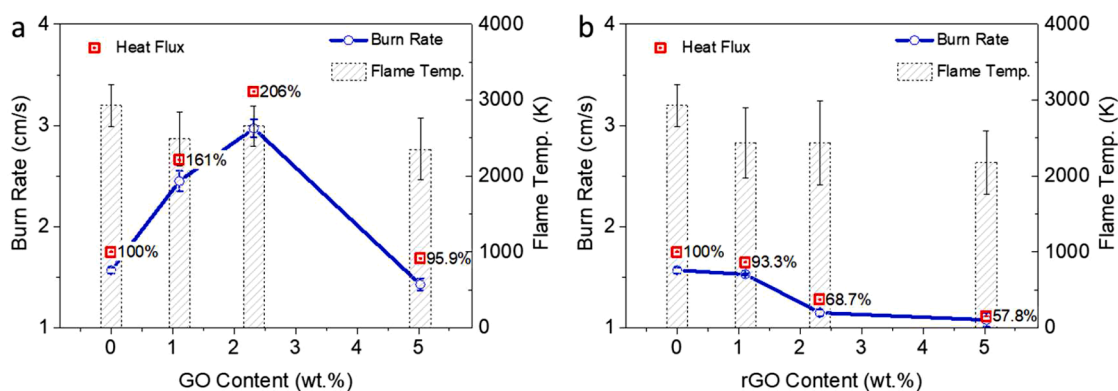 a
Heat Flux
Burn Rate
Flame Temp.
206%
161%
100%
95.9%
4
3
2
1
4000
3000
2000
1000
0
0 1 2 3 4 5
Burn Rate (cm/s)
Flame Temp. (K)
GO Content (wt.%)
b
Heat Flux
Burn Rate
Flame Temp.
100%
93.3%
68.7%
57.8%
4
3
2
1
4000
3000
2000
1000
0
0 1 2 3 4 5
Burn Rate (cm/s)
Flame Temp. (K)
rGO Content (wt.%)